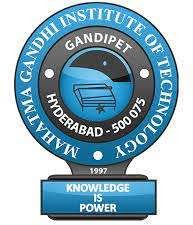 MAHATMA GANDHI INSTITUTE OF TECHNOLOGY
GANDIPET
HYDERABAD - 500 075
1997
KNOWLEDGE
IS
POWER